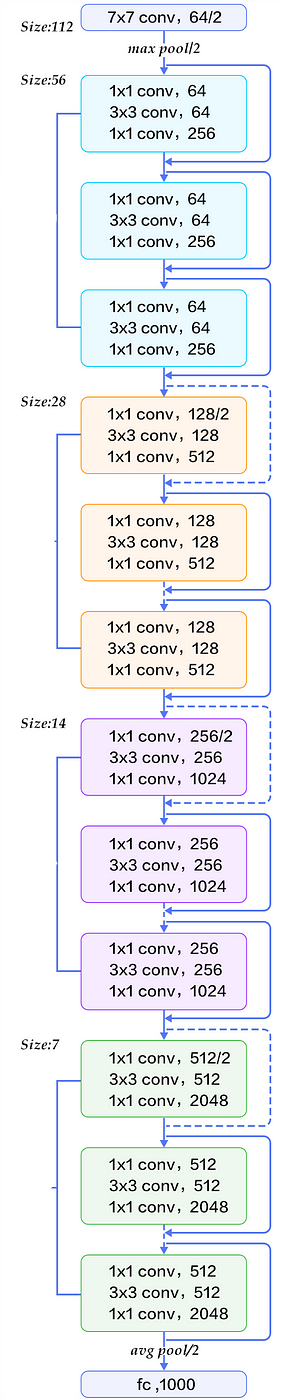 7x7 conv, 64/2
Size:112
max pool/2
Size:56
1x1 conv, 64
3x3 conv, 64
1x1 conv, 256
1x1 conv, 64
3x3 conv, 64
1x1 conv, 256
1x1 conv, 64
3x3 conv, 64
1x1 conv, 256
Size:28
1x1 conv, 128/2
3x3 conv, 128
1x1 conv, 512
1x1 conv, 128
3x3 conv, 128
1x1 conv, 512
1x1 conv, 128
3x3 conv, 128
1x1 conv, 512
Size:14
1x1 conv, 256/2
3x3 conv, 256
1x1 conv, 1024
1x1 conv, 256
3x3 conv, 256
1x1 conv, 1024
1x1 conv, 256
3x3 conv, 256
1x1 conv, 1024
Size:7
1x1 conv, 512/2
3x3 conv, 512
1x1 conv, 2048
1x1 conv, 512
3x3 conv, 512
1x1 conv, 2048
1x1 conv, 512
3x3 conv, 512
1x1 conv, 2048
avg pool/2
fc ,1000